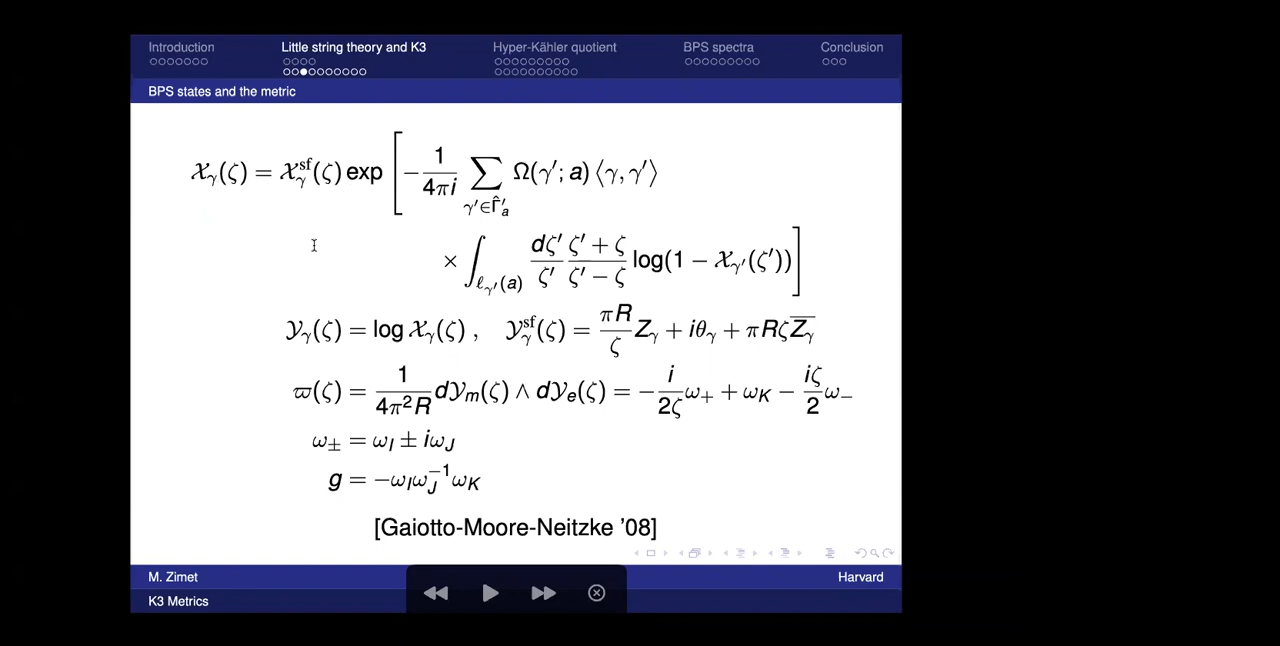 Introduction Little string theory and K3 Hyper-Kähler quotient BPS spectra Conclusion
BPS states and the metric
𝒳_γ(ζ) = 𝒳_γ^sf(ζ) exp [ −1/(4πi) ∑_{γ′∈Γ̂′_a} Ω(γ′; a) ⟨γ, γ′⟩
× ∫_{ℓ_γ′(a)} dζ′/ζ′ (ζ′ + ζ)/(ζ′ − ζ) log(1 − 𝒳_γ′(ζ′)) ]
𝒴_γ(ζ) = log 𝒳_γ(ζ) , 𝒴_γ^sf(ζ) = πR/ζ Z_γ + iθ_γ + πRζ\overline{Z_γ}
ϖ(ζ) = 1/(4π²R) d𝒴_m(ζ) ∧ d𝒴_e(ζ) = −i/(2ζ) ω_+ + ω_K − iζ/2 ω_−
ω_± = ω_I ± iω_J
g = −ω_I ω_J^{−1} ω_K
[Gaiotto-Moore-Neitzke '08]
M. Zimet Harvard
K3 Metrics